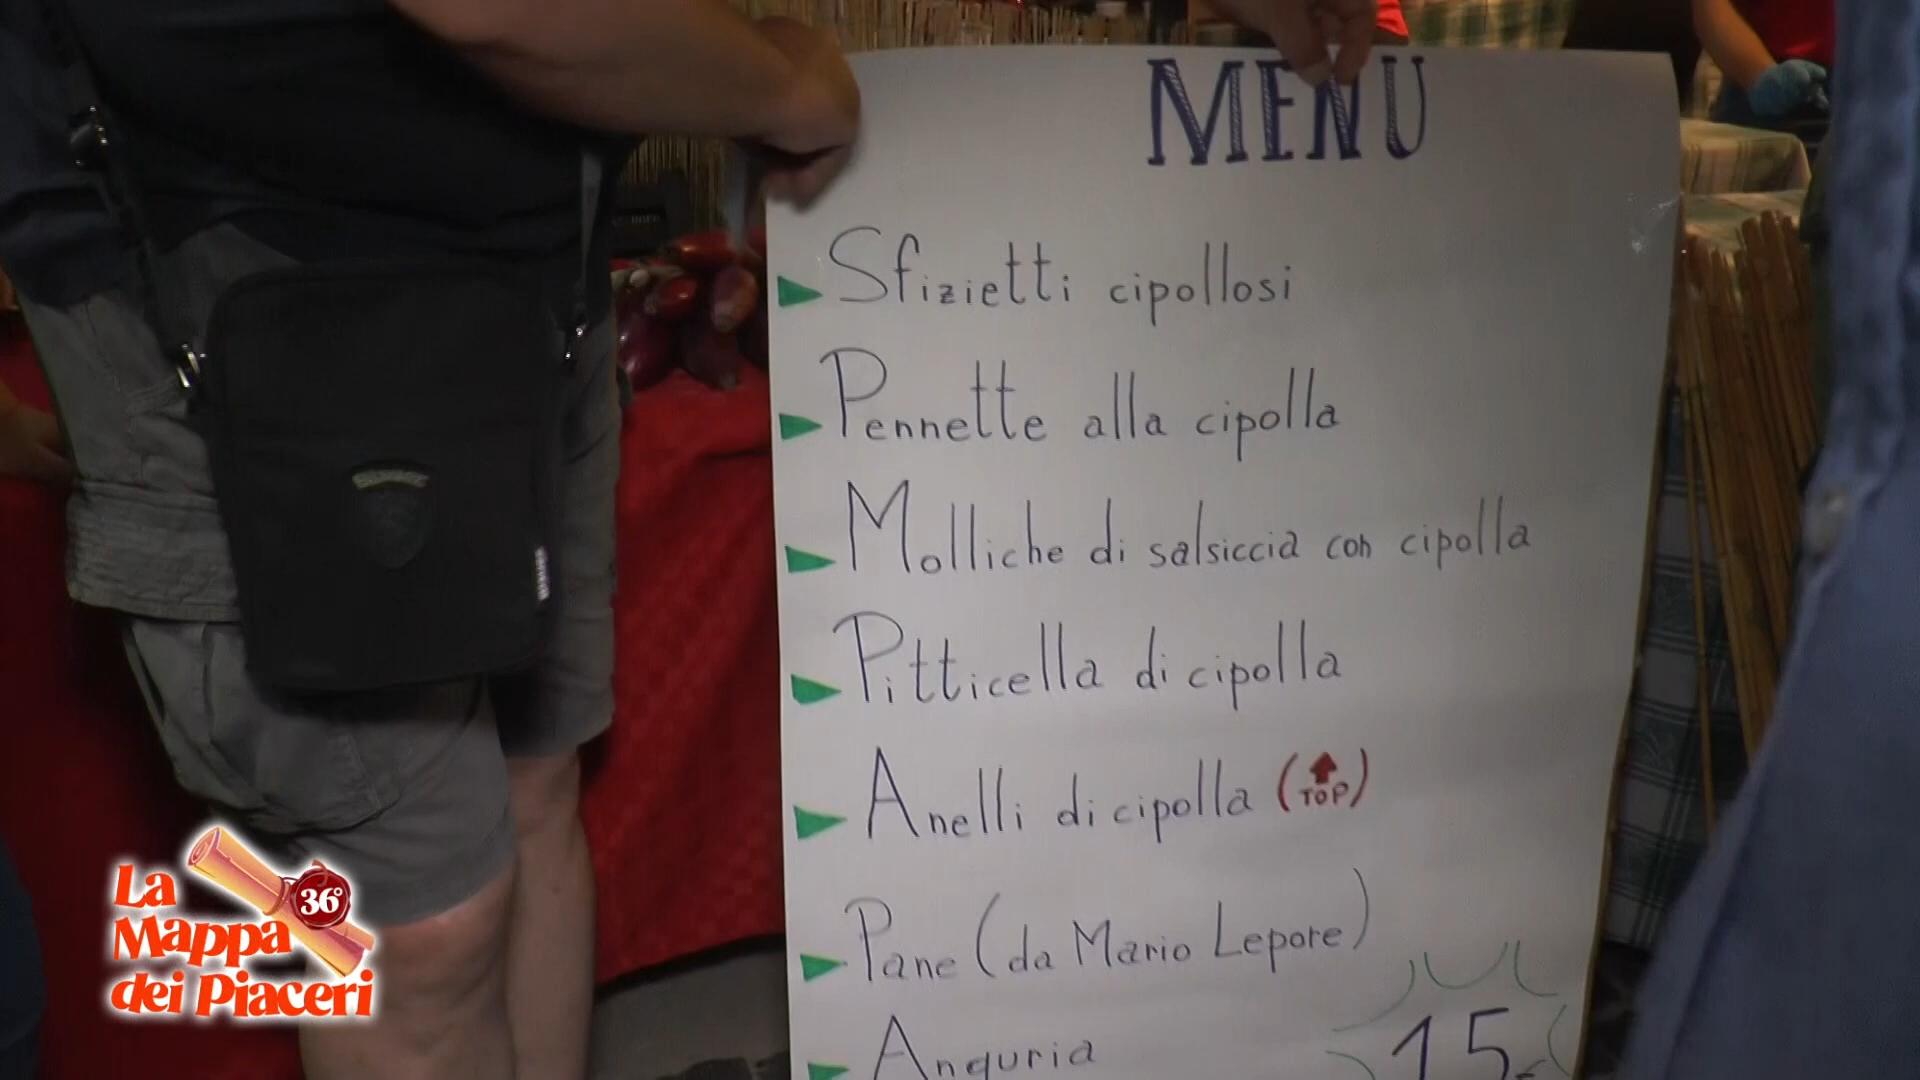 MENU
Sfizietti cipollosi
Pennette alla cipolla
Molliche di salsiccia con cipolla
Pitticella di cipolla
Anelli di cipolla (TOP)
Pane (da Mario Lepore)
Anguria
15€
La
Mappa
dei Piaceri
36°